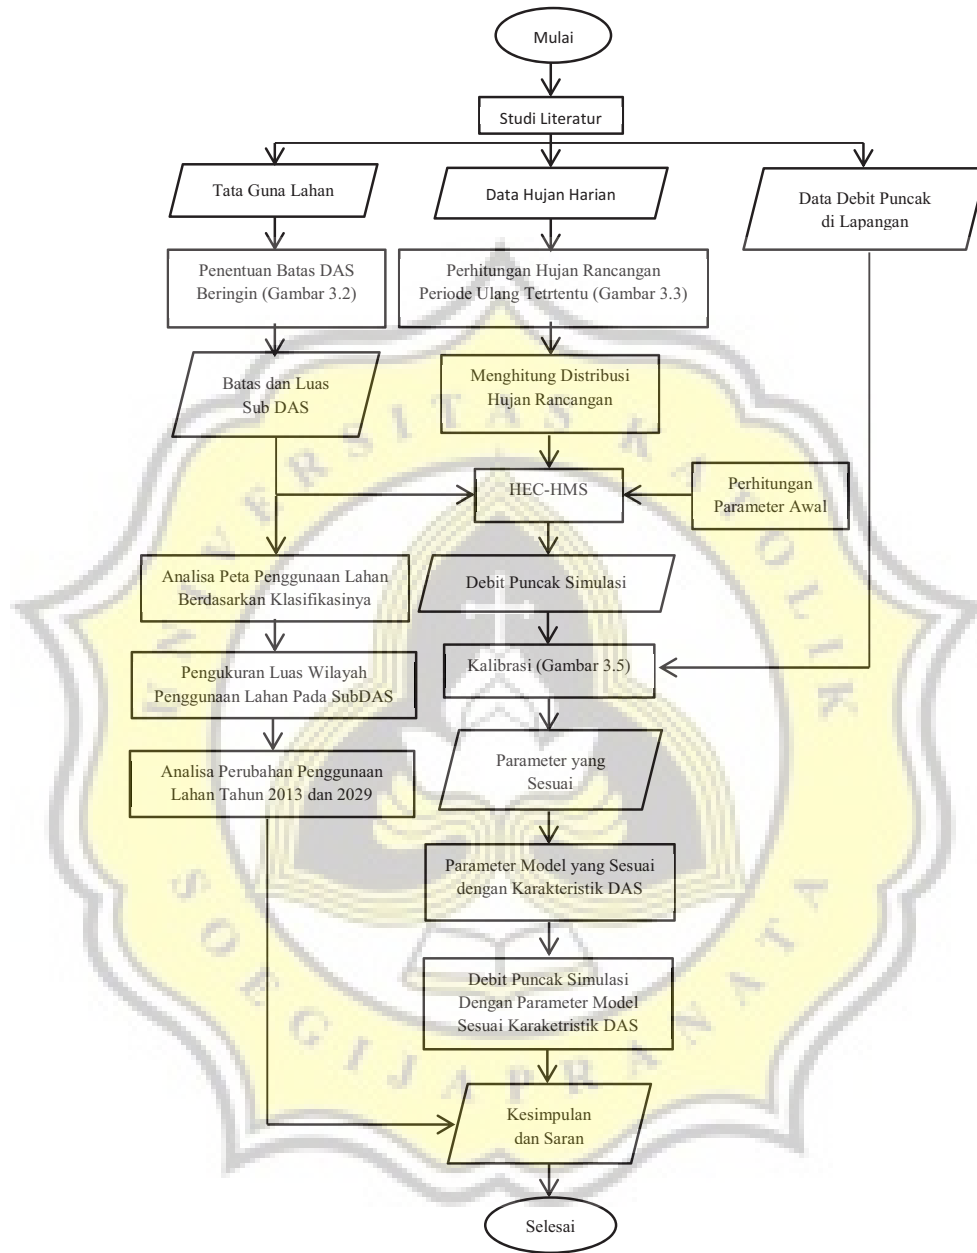 Mulai
Studi Literatur
Tata Guna Lahan
Data Hujan Harian
Data Debit Puncak
di Lapangan
Penentuan Batas DAS
Beringin (Gambar 3.2)
Perhitungan Hujan Rancangan
Periode Ulang Tetrtentu (Gambar 3.3)
Batas dan Luas
Sub DAS
Menghitung Distribusi
Hujan Rancangan
HEC-HMS
Perhitungan
Parameter Awal
Analisa Peta Penggunaan Lahan
Berdasarkan Klasifikasinya
Debit Puncak Simulasi
Pengukuran Luas Wilayah
Penggunaan Lahan Pada SubDAS
Kalibrasi (Gambar 3.5)
Analisa Perubahan Penggunaan
Lahan Tahun 2013 dan 2029
Parameter yang
Sesuai
Parameter Model yang Sesuai
dengan Karakteristik DAS
Debit Puncak Simulasi
Dengan Parameter Model
Sesuai Karaketristik DAS
Kesimpulan
dan Saran
Selesai
UNIVERSITAS KATOLIK
SOEGIJAPRANATA